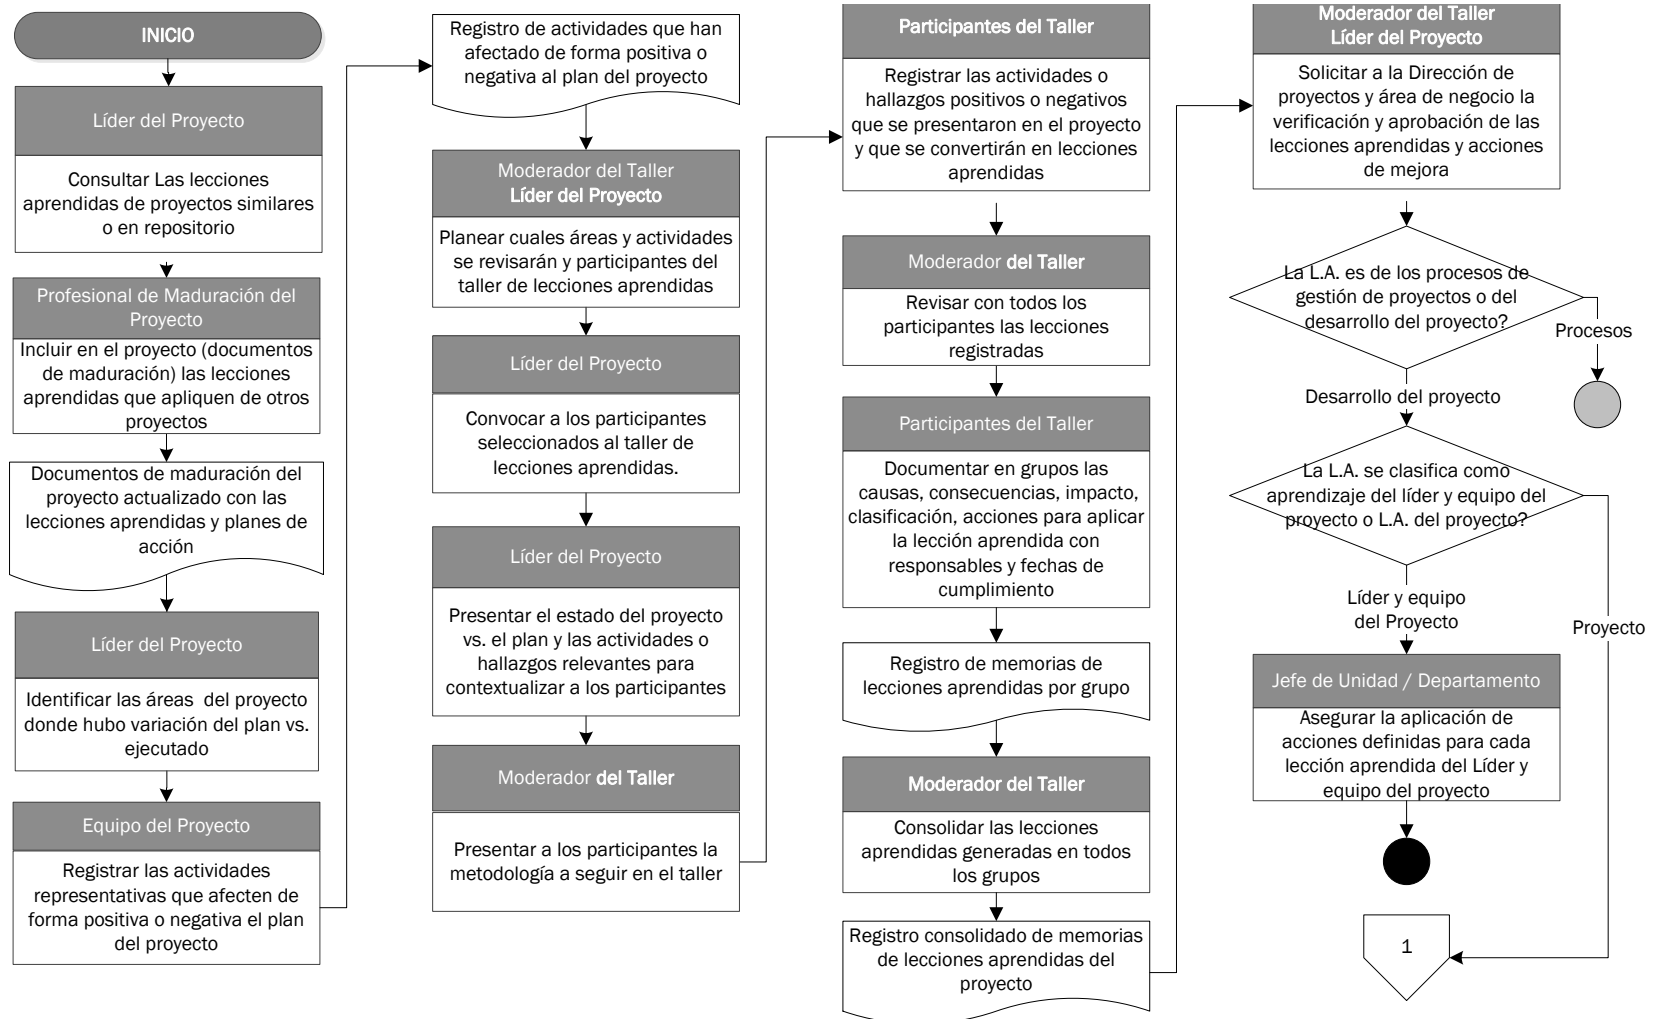 INICIO
Líder del Proyecto
Consultar Las lecciones
aprendidas de proyectos similares
o en repositorio
Profesional de Maduración del
Proyecto
Incluir en el proyecto (documentos
de maduración) las lecciones
aprendidas que apliquen de otros
proyectos
Documentos de maduración del
proyecto actualizado con las
lecciones aprendidas y planes de
acción
Líder del Proyecto
Identificar las áreas del proyecto
donde hubo variación del plan vs.
ejecutado
Equipo del Proyecto
Registrar las actividades
representativas que afecten de
forma positiva o negativa el plan
del proyecto
Registro de actividades que han
afectado de forma positiva o
negativa al plan del proyecto
Moderador del Taller
Líder del Proyecto
Planear cuales áreas y actividades
se revisarán y participantes del
taller de lecciones aprendidas
Líder del Proyecto
Convocar a los participantes
seleccionados al taller de
lecciones aprendidas.
Líder del Proyecto
Presentar el estado del proyecto
vs. el plan y las actividades o
hallazgos relevantes para
contextualizar a los participantes
Moderador del Taller
Presentar a los participantes la
metodología a seguir en el taller
Participantes del Taller
Registrar las actividades o
hallazgos positivos o negativos
que se presentaron en el proyecto
y que se convertirán en lecciones
aprendidas
Moderador del Taller
Revisar con todos los
participantes las lecciones
registradas
Participantes del Taller
Documentar en grupos las
causas, consecuencias, impacto,
clasificación, acciones para aplicar
la lección aprendida con
responsables y fechas de
cumplimiento
Registro de memorias de
lecciones aprendidas por grupo
Moderador del Taller
Consolidar las lecciones
aprendidas generadas en todos
los grupos
Registro consolidado de memorias
de lecciones aprendidas del
proyecto
Moderador del Taller
Líder del Proyecto
Solicitar a la Dirección de
proyectos y área de negocio la
verificación y aprobación de las
lecciones aprendidas y acciones
de mejora
La L.A. es de los procesos de
gestión de proyectos o del
desarrollo del proyecto?
Procesos
Desarrollo del proyecto
La L.A. se clasifica como
aprendizaje del líder y equipo del
proyecto o L.A. del proyecto?
Líder y equipo
del Proyecto
Proyecto
Jefe de Unidad / Departamento
Asegurar la aplicación de
acciones definidas para cada
lección aprendida del Líder y
equipo del proyecto
1